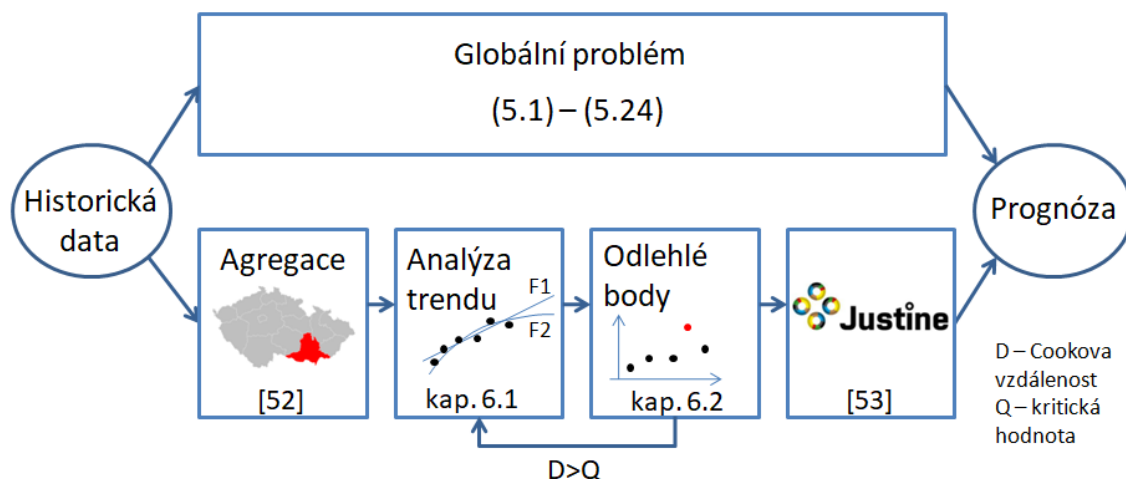 Globální problém
(5.1) – (5.24)
Historická
data
Prognóza
Agregace
[52]
Analýza
trendu
F1
F2
kap. 6.1
Odlehlé
body
kap. 6.2
Justine
[53]
D>Q
D – Cookova
vzdálenost
Q – kritická
hodnota